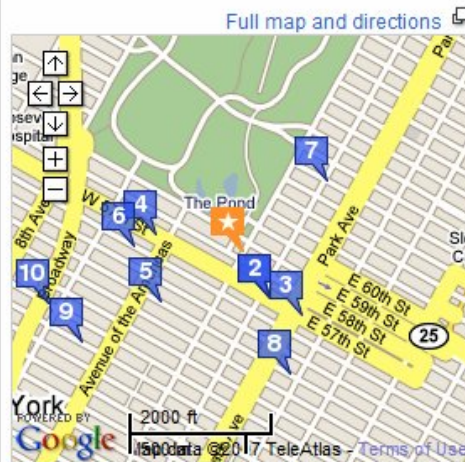 Full map and directions
7
The Pond
Park Ave
W
St
4
6
8th Ave
Broadway
10
5
2
3
9
Avenue of the
E 60th St
E 59th St
E 58th St
E 57th St
25
8
York
POWERED BY
Google
2000 ft
TeleAtlas - Terms of Use